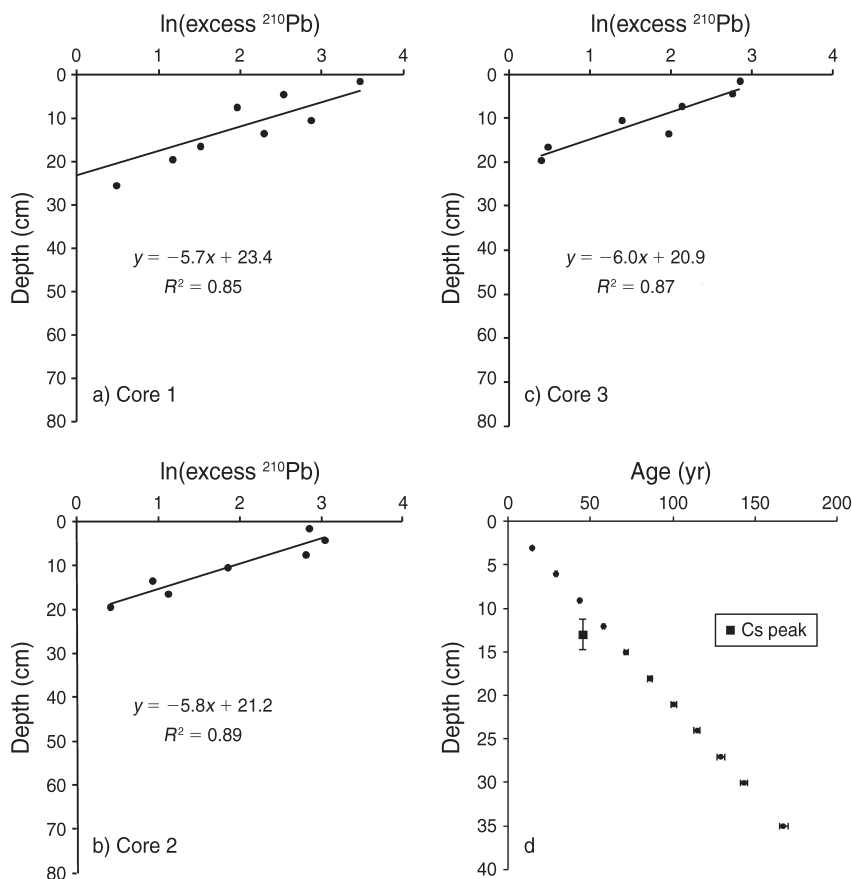 ln(excess ²¹⁰Pb)
0 1 2 3 4
0
10
20
30
40
50
60
70
80
Depth (cm)
y = −5.7x + 23.4
R² = 0.85
a) Core 1
ln(excess ²¹⁰Pb)
0 1 2 3 4
0
10
20
30
40
50
60
70
80
Depth (cm)
y = −6.0x + 20.9
R² = 0.87
c) Core 3
ln(excess ²¹⁰Pb)
0 1 2 3 4
0
10
20
30
40
50
60
70
80
Depth (cm)
y = −5.8x + 21.2
R² = 0.89
b) Core 2
Age (yr)
0 50 100 150 200
0
5
10
15
20
25
30
35
40
Depth (cm)
Cs peak
d